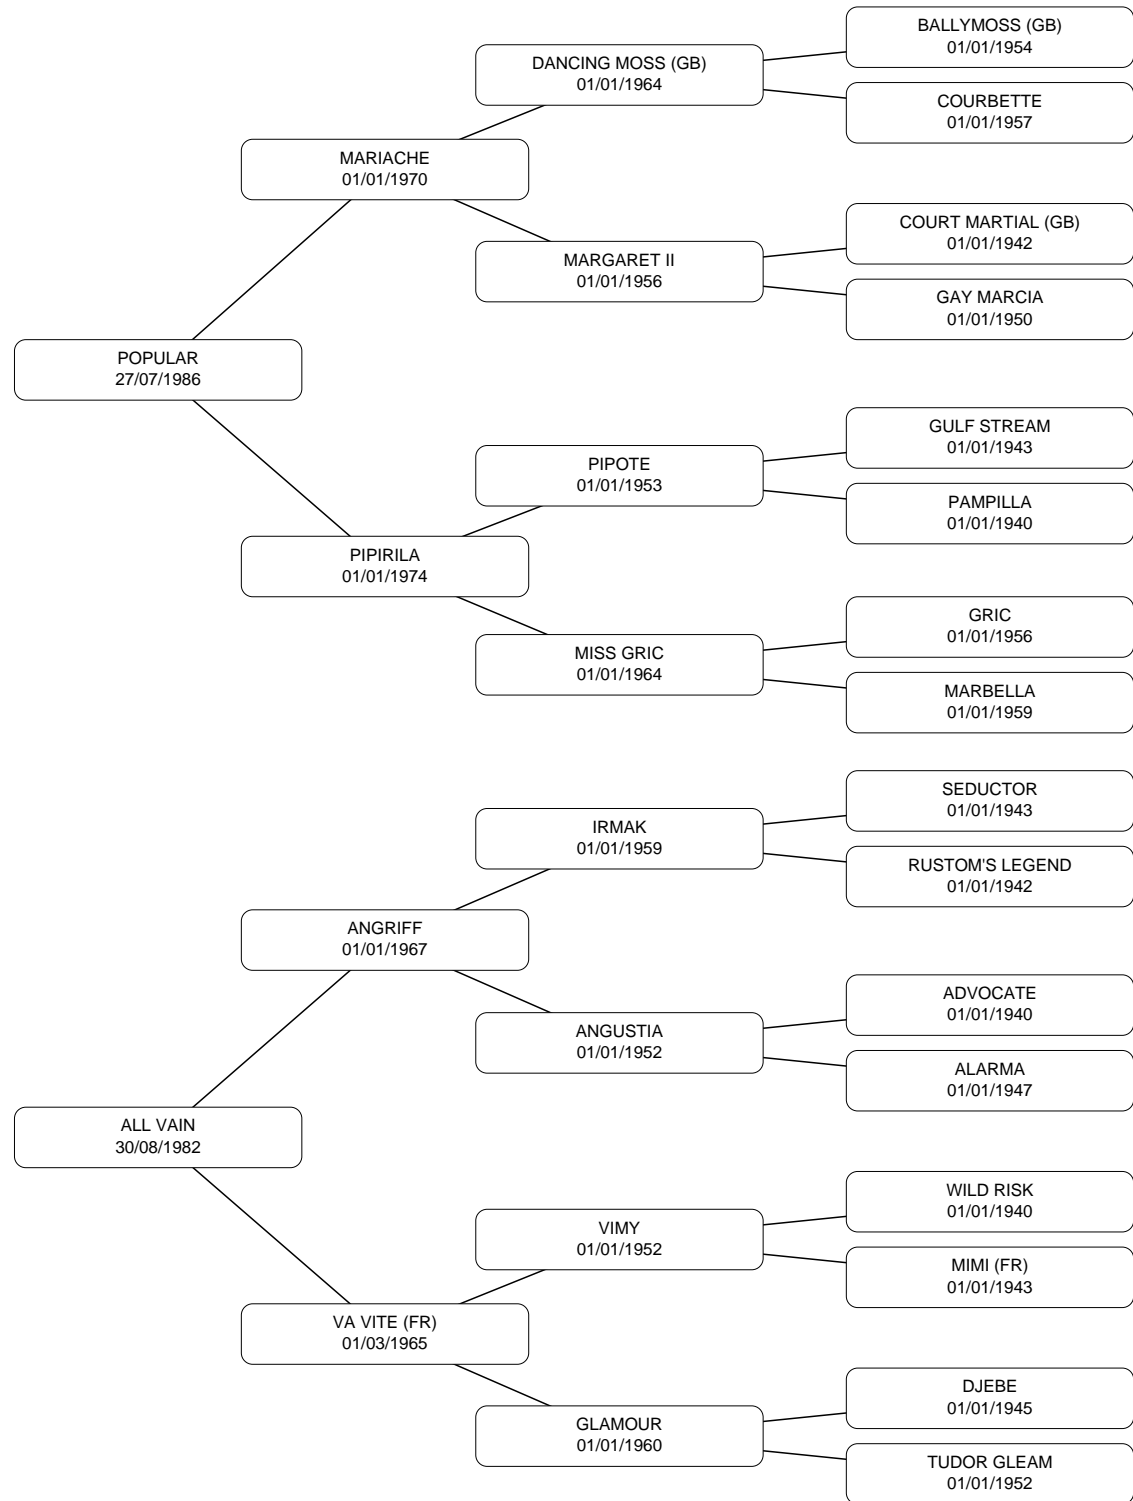 BALLYMOSS (GB)
01/01/1954
DANCING MOSS (GB)
01/01/1964
COURBETTE
01/01/1957
MARIACHE
01/01/1970
COURT MARTIAL (GB)
01/01/1942
MARGARET II
01/01/1956
GAY MARCIA
01/01/1950
POPULAR
27/07/1986
GULF STREAM
01/01/1943
PIPOTE
01/01/1953
PAMPILLA
01/01/1940
PIPIRILA
01/01/1974
GRIC
01/01/1956
MISS GRIC
01/01/1964
MARBELLA
01/01/1959
SEDUCTOR
01/01/1943
IRMAK
01/01/1959
RUSTOM'S LEGEND
01/01/1942
ANGRIFF
01/01/1967
ADVOCATE
01/01/1940
ANGUSTIA
01/01/1952
ALARMA
01/01/1947
ALL VAIN
30/08/1982
WILD RISK
01/01/1940
VIMY
01/01/1952
MIMI (FR)
01/01/1943
VA VITE (FR)
01/03/1965
DJEBE
01/01/1945
GLAMOUR
01/01/1960
TUDOR GLEAM
01/01/1952